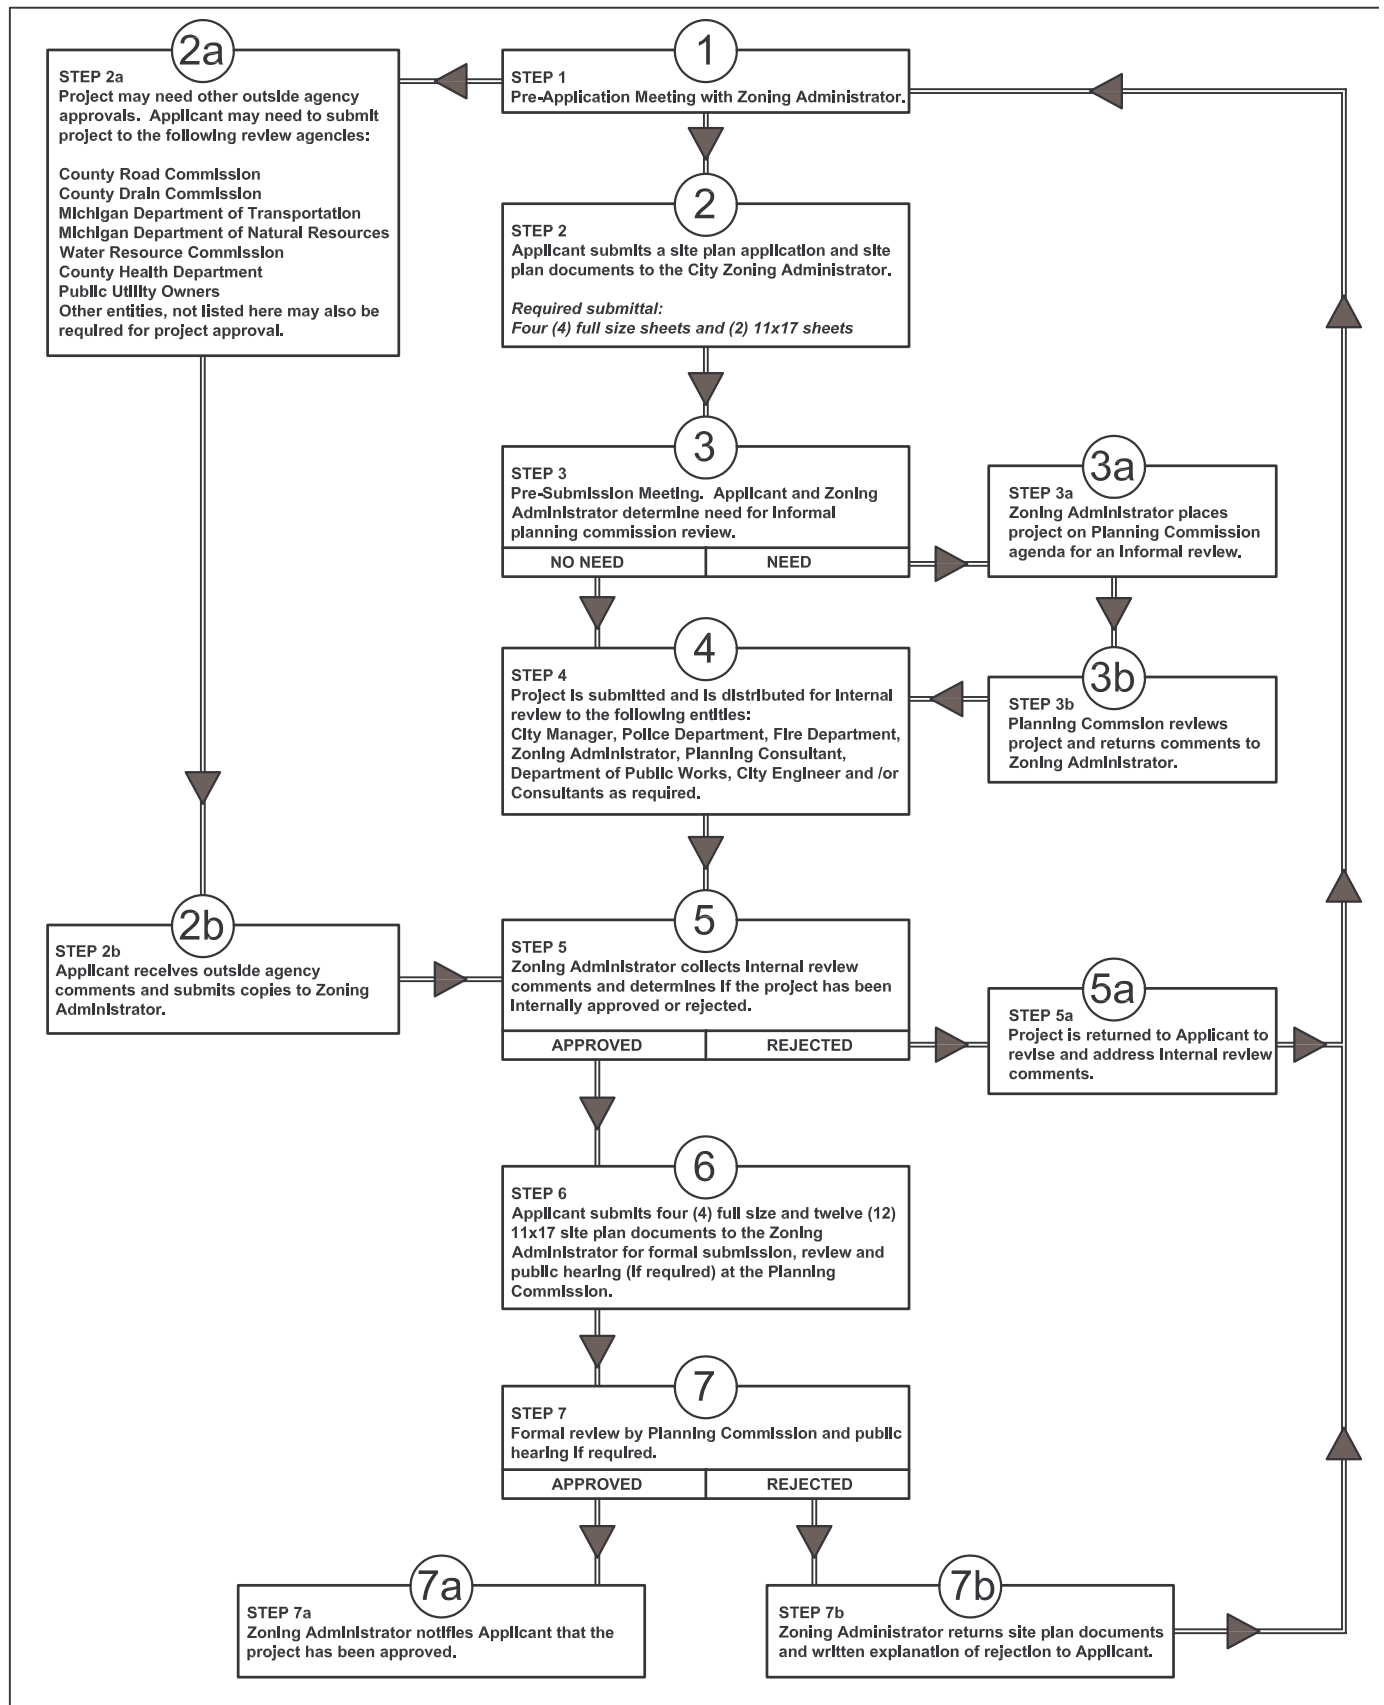 2a
STEP 2a
Project may need other outside agency
approvals.  Applicant may need to submit
project to the following review agencies:
County Road Commission
County Drain Commission
Michigan Department of Transportation
Michigan Department of Natural Resources
Water Resource Commission
County Health Department
Public Utility Owners
Other entities, not listed here may also be
required for project approval.
1
STEP 1
Pre-Application Meeting with Zoning Administrator.
2
STEP 2
Applicant submits a site plan application and site
plan documents to the City Zoning Administrator.
Required submittal:
Four (4) full size sheets and (2) 11x17 sheets
3
STEP 3
Pre-Submission Meeting.  Applicant and Zoning
Administrator determine need for informal
planning commission review.
NO NEED
NEED
3a
STEP 3a
Zoning Administrator places
project on Planning Commission
agenda for an informal review.
3b
STEP 3b
Planning Commsion reviews
project and returns comments to
Zoning Administrator.
4
STEP 4
Project is submitted and is distributed for internal
review to the following entities:
City Manager, Police Department, Fire Department,
Zoning Administrator, Planning Consultant,
Department of Public Works, City Engineer and /or
Consultants as required.
2b
STEP 2b
Applicant receives outside agency
comments and submits copies to Zoning
Administrator.
5
STEP 5
Zoning Administrator collects internal review
comments and determines if the project has been
internally approved or rejected.
APPROVED
REJECTED
5a
STEP 5a
Project is returned to Applicant to
revise and address internal review
comments.
6
STEP 6
Applicant submits four (4) full size and twelve (12)
11x17 site plan documents to the Zoning
Administrator for formal submission, review and
public hearing (if required) at the Planning
Commission.
7
STEP 7
Formal review by Planning Commission and public
hearing if required.
APPROVED
REJECTED
7a
STEP 7a
Zoning Administrator notifies Applicant that the
project has been approved.
7b
STEP 7b
Zoning Administrator returns site plan documents
and written explanation of rejection to Applicant.